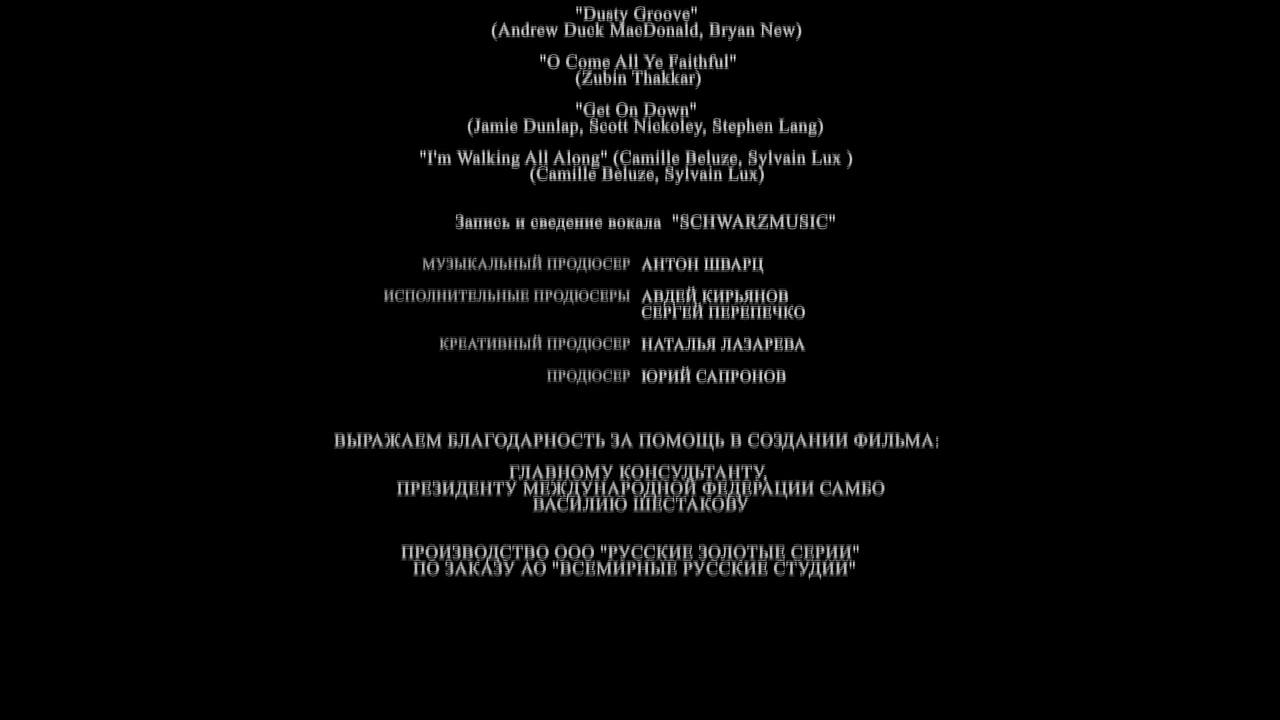 "Dusty Groove"
(Andrew Duck MacDonald, Bryan New)
"O Come All Ye Faithful"
(Zubin Thakkar)
"Get On Down"
(Jamie Dunlap, Scott Nickoley, Stephen Lang)
"I'm Walking All Along" (Camille Beluze, Sylvain Lux )
(Camille Beluze, Sylvain Lux)
Запись и сведение вокала "SCHWARZMUSIC"
МУЗЫКАЛЬНЫЙ ПРОДЮСЕР АНТОН ШВАРЦ
ИСПОЛНИТЕЛЬНЫЕ ПРОДЮСЕРЫ АВДЕЙ КИРЬЯНОВ
СЕРГЕЙ ПЕРЕПЕЧКО
КРЕАТИВНЫЙ ПРОДЮСЕР НАТАЛЬЯ ЛАЗАРЕВА
ПРОДЮСЕР ЮРИЙ САПРОНОВ
ВЫРАЖАЕМ БЛАГОДАРНОСТЬ ЗА ПОМОЩЬ В СОЗДАНИИ ФИЛЬМА:
ГЛАВНОМУ КОНСУЛЬТАНТУ,
ПРЕЗИДЕНТУ МЕЖДУНАРОДНОЙ ФЕДЕРАЦИИ САМБО
ВАСИЛИЮ ШЕСТАКОВУ
ПРОИЗВОДСТВО ООО "РУССКИЕ ЗОЛОТЫЕ СЕРИИ"
ПО ЗАКАЗУ АО "ВСЕМИРНЫЕ РУССКИЕ СТУДИИ"